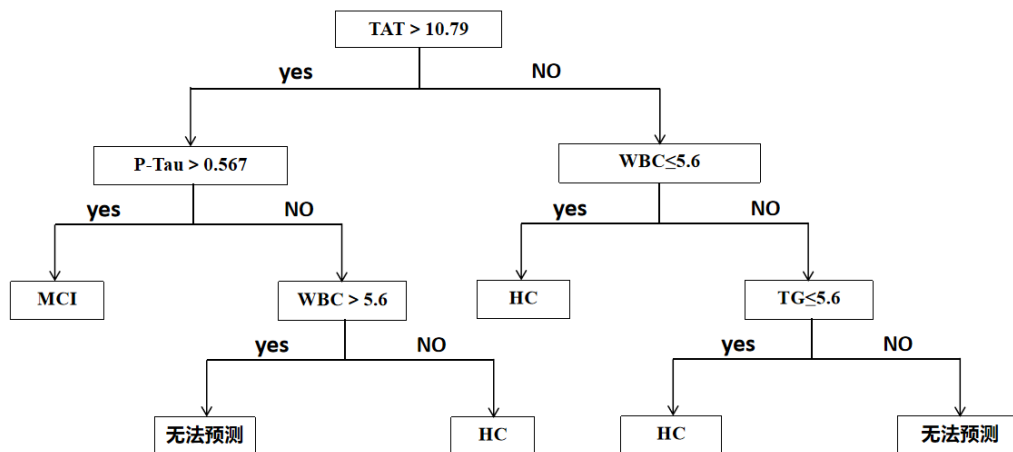 TAT > 10.79
yes
NO
P-Tau > 0.567
WBC≤5.6
yes
NO
yes
NO
MCI
WBC > 5.6
HC
TG≤5.6
yes
NO
yes
NO
无法预测
HC
HC
无法预测